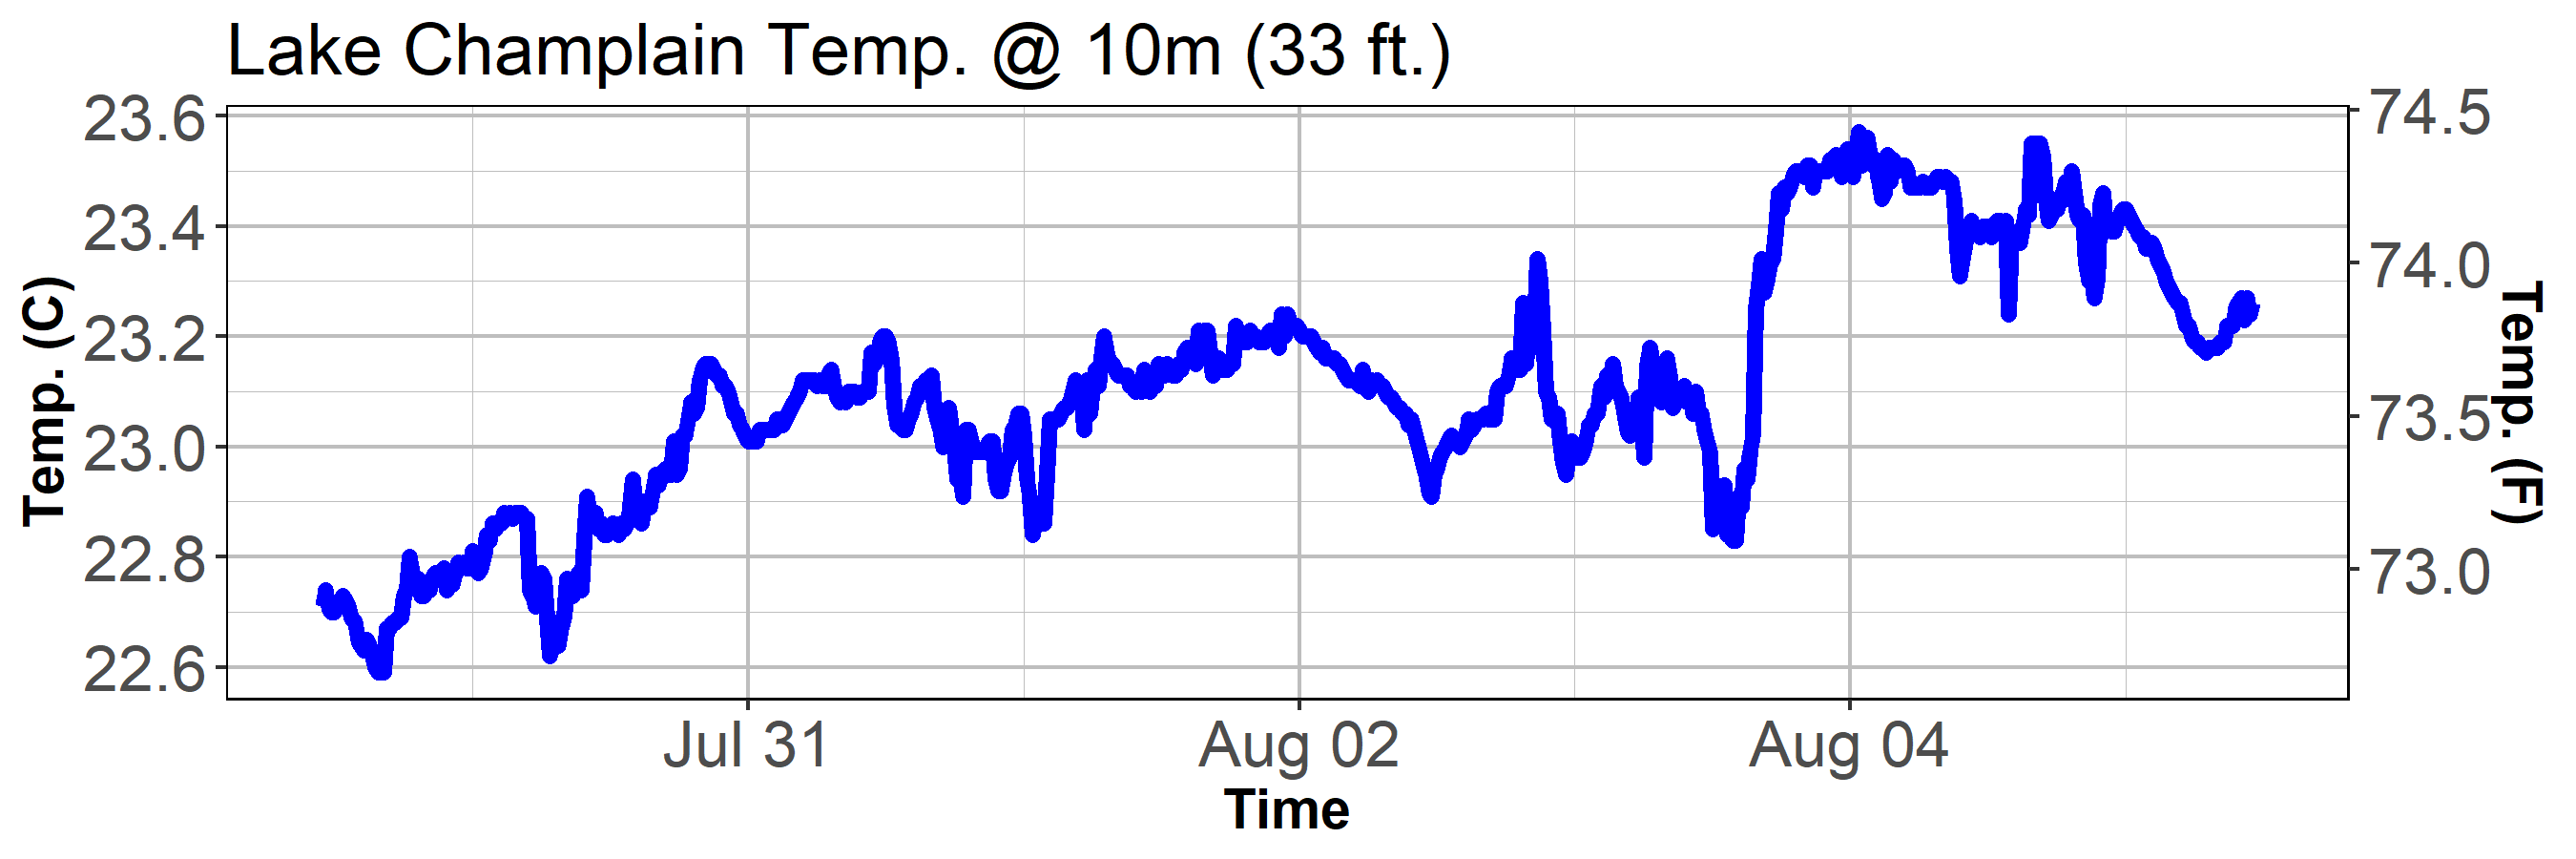 Lake Champlain Temp. @ 10m (33 ft.)
Temp. (C)
23.6
23.4
23.2
23.0
22.8
22.6
74.5
74.0
73.5
73.0
Temp. (F)
Jul 31 Aug 02 Aug 04
Time